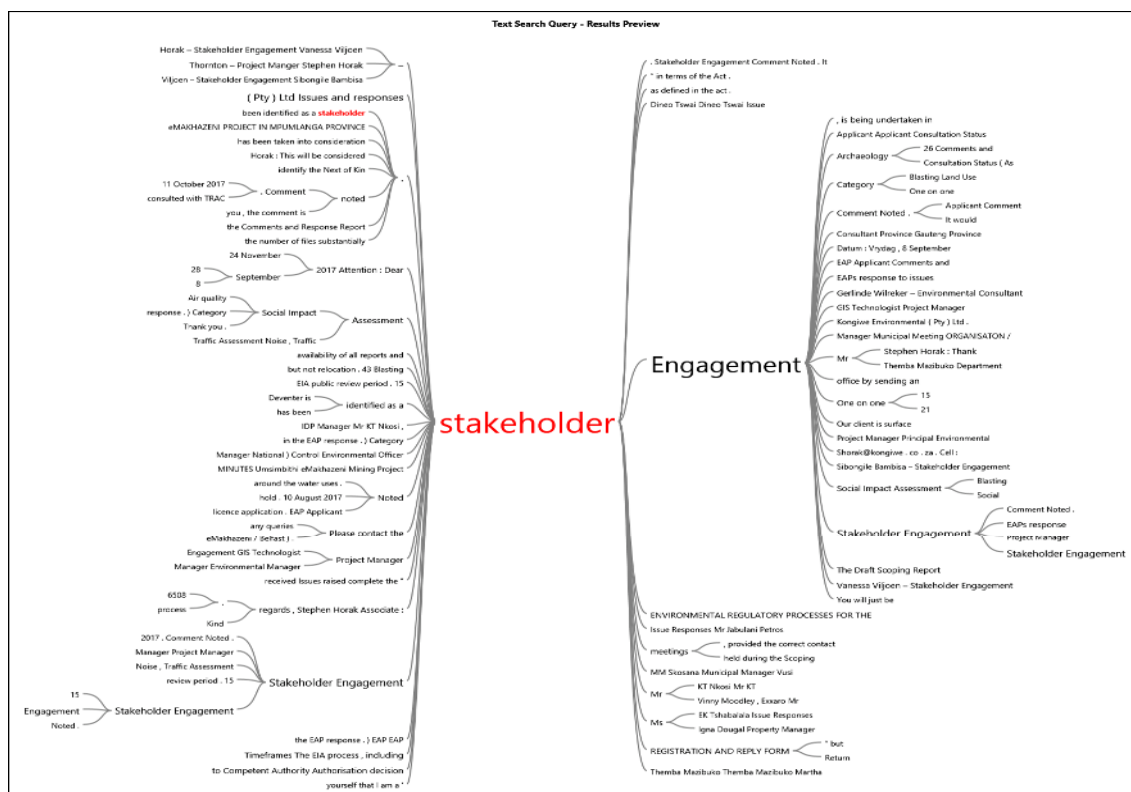 Text Search Query - Results Preview
Horak – Stakeholder Engagement Vanessa Viljoen
Thornton – Project Manger Stephen Horak
Viljoen – Stakeholder Engagement Sibongile Bambisa
–
( Pty ) Ltd Issues and responses
been identified as a stakeholder
eMAKHAZENI PROJECT IN MPUMLANGA PROVINCE
has been taken into consideration
Horak : This will be considered
identify the Next of Kin
11 October 2017
consulted with TRAC
. Comment
you , the comment is
noted
the Comments and Response Report
the number of files substantially
.
24 November
28
8
September
2017 Attention : Dear
Air quality
response . ) Category
Thank you .
Social Impact
Traffic Assessment Noise , Traffic
Assessment
availability of all reports and
but not relocation . 43 Blasting
EIA public review period . 15
Deventer is
has been
identified as a
IDP Manager Mr KT Nkosi ,
in the EAP response . ) Category
Manager National ) Control Environmental Officer
MINUTES Umsimbithi eMakhazeni Mining Project
around the water uses .
hold . 10 August 2017
licence application . EAP Applicant
Noted
any queries
eMakhazeni / Belfast ) .
Please contact the
Engagement GIS Technologist
Manager Environmental Manager
Project Manager
received Issues raised complete the "
6508
process
Kind
regards , Stephen Horak Associate :
2017 . Comment Noted .
Manager Project Manager
Noise , Traffic Assessment
review period . 15
15
Engagement
Noted .
Stakeholder Engagement
Stakeholder Engagement
the EAP response . ) EAP EAP
Timeframes The EIA process , including
to Competent Authority Authorisation decision
yourself that I am a "
stakeholder
. Stakeholder Engagement Comment Noted . It
" in terms of the Act .
as defined in the act .
Dineo Tswai Dineo Tswai Issue
Engagement
, is being undertaken in
Applicant Applicant Consultation Status
Archaeology
26 Comments and
Consultation Status ( As
Category
Blasting Land Use
One on one
Comment Noted .
Applicant Comment
It would
Consultant Province Gauteng Province
Datum : Vrydag , 8 September
EAP Applicant Comments and
EAPs response to issues
Gerlinde Wilreker – Environmental Consultant
GIS Technologist Project Manager
Kongiwe Environmental ( Pty ) Ltd .
Manager Municipal Meeting ORGANISATON /
Mr
Stephen Horak : Thank
Themba Mazibuko Department
office by sending an
One on one
15
21
Our client is surface
Project Manager Principal Environmental
Shorak@kongiwe . co . za . Cell :
Sibongile Bambisa – Stakeholder Engagement
Social Impact Assessment
Blasting
Social
Stakeholder Engagement
Comment Noted .
EAPs response
Project Manager
Stakeholder Engagement
The Draft Scoping Report
Vanessa Viljoen – Stakeholder Engagement
You will just be
ENVIRONMENTAL REGULATORY PROCESSES FOR THE
Issue Responses Mr Jabulani Petros
meetings
, provided the correct contact
held during the Scoping
MM Skosana Municipal Manager Vusi
Mr
KT Nkosi Mr KT
Vinny Moodley , Exxaro Mr
Ms
EK Tshabalala Issue Responses
Igna Dougal Property Manager
REGISTRATION AND REPLY FORM
" but
Return
Themba Mazibuko Themba Mazibuko Martha